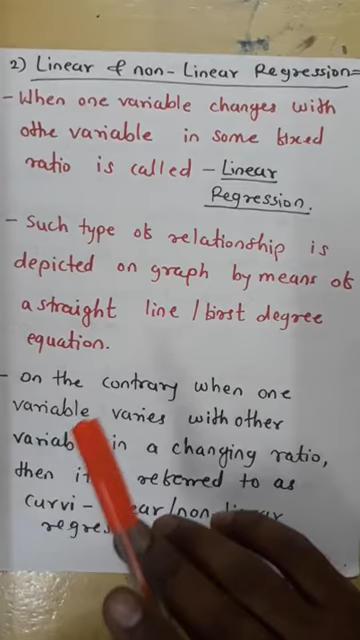 2) Linear & non-Linear Regression=
- When one variable changes with
othe variable in some fixed
ratio is called - Linear
Regression.
- Such type of relationship is
depicted on graph by means of
a straight line / first degree
equation.
- on the contrary when one
variable varies with other
in a changing ratio,
then referred to as
curvi -